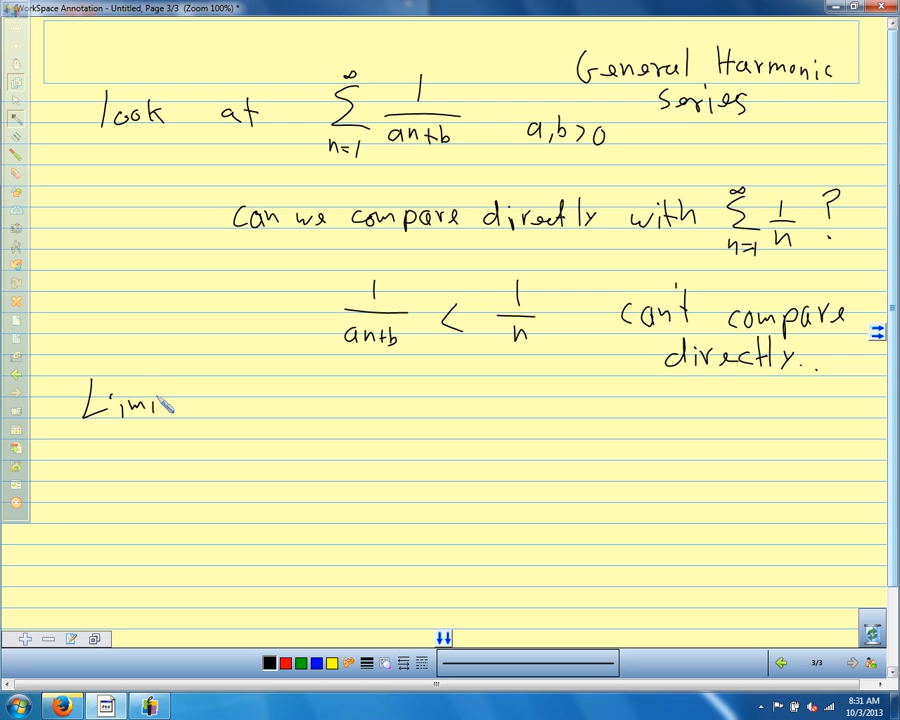 WorkSpace Annotation - Untitled, Page 3/3 (Zoom 100%) *
General Harmonic series
look at ∑_{n=1}^{∞} 1/(an+b) a,b>0
can we compare directly with ∑_{n=1}^{∞} 1/n ?
1/(an+b) < 1/n can't compare directly..
Limi
3/3
8:31 AM
10/3/2013